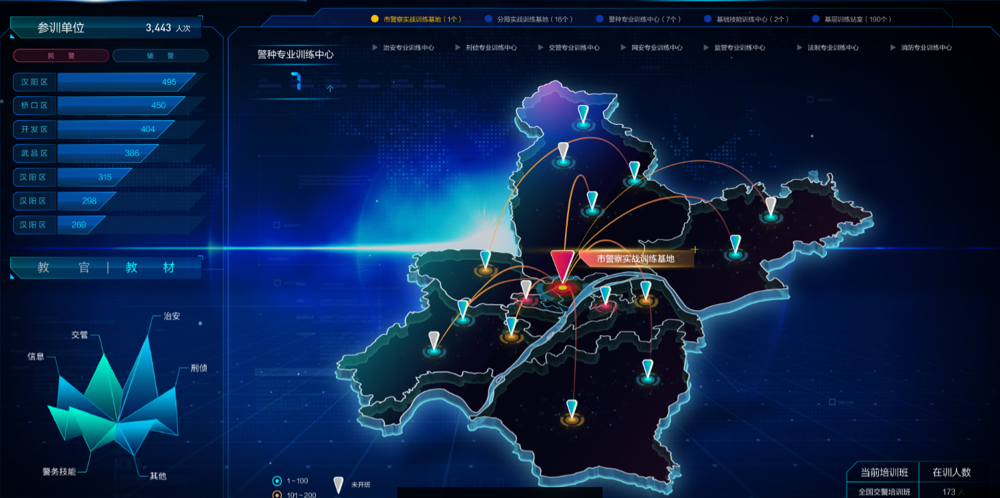 参训单位 3,443 人次
民 警 辅 警
汉阳区 495
桥口区 450
开发区 404
武昌区 386
汉阳区 315
汉阳区 298
汉阳区 269
教 官 | 教 材
治安
交管
信息
刑侦
警务技能
其他
市警察实战训练基地（1个） 分局实战训练基地（16个） 警种专业训练中心（7个） 基础技能训练中心（2个） 基层训练站室（190个）
警种专业训练中心
7 个
治安专业训练中心 刑侦专业训练中心 交管专业训练中心 网安专业训练中心 监管专业训练中心 法制专业训练中心 消防专业训练中心
市警察实战训练基地
1~100
101~200
未开班
当前培训班 在训人数
全国交警培训班 173 人